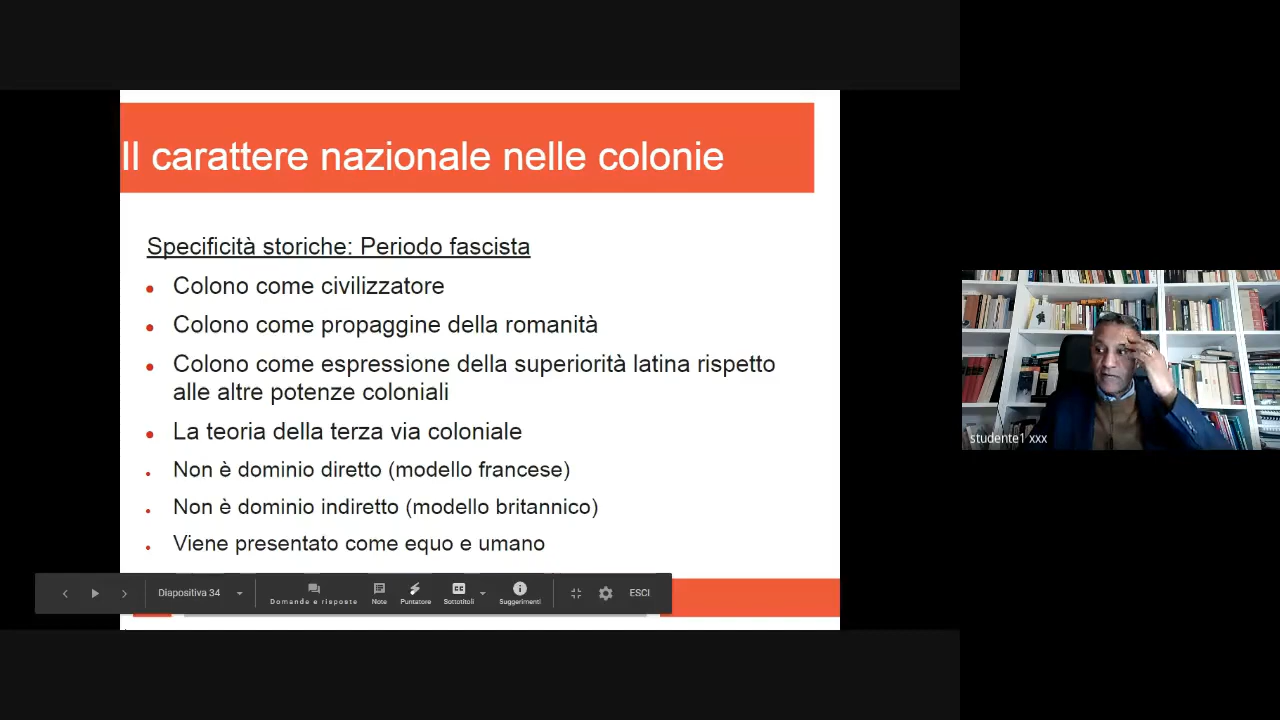 Il carattere nazionale nelle colonie
Specificità storiche: Periodo fascista
Colono come civilizzatore
Colono come propaggine della romanità
Colono come espressione della superiorità latina rispetto
alle altre potenze coloniali
La teoria della terza via coloniale
Non è dominio diretto (modello francese)
Non è dominio indiretto (modello britannico)
Viene presentato come equo e umano
Diapositiva 34
Domande e risposte
Note
Puntatore
Sottotitoli
Suggerimenti
ESCI
studente1 xxx